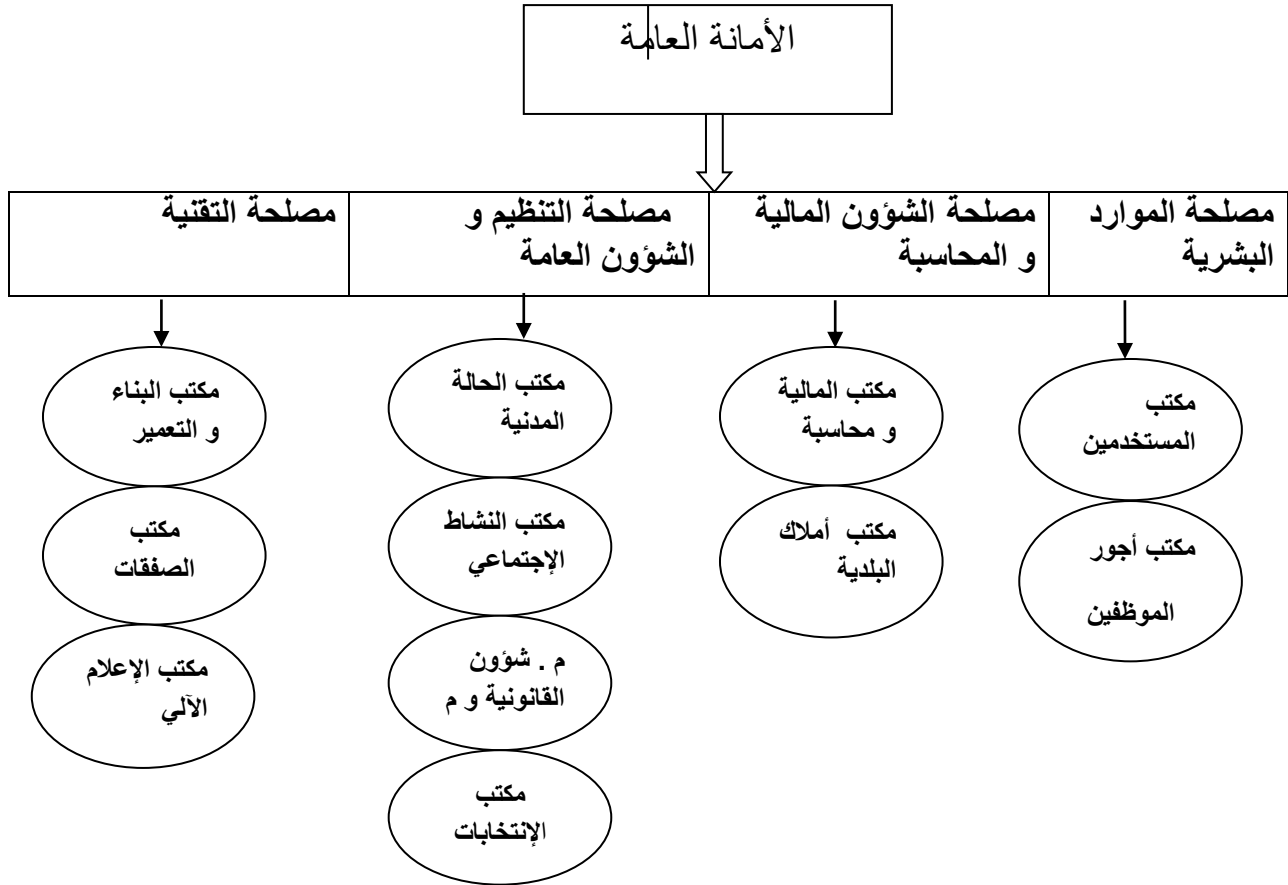 الأمانة العامة
مصلحة الموارد
البشرية
مصلحة الشؤون المالية
و المحاسبة
مصلحة التنظيم و
الشؤون العامة
مصلحة التقنية
مكتب
المستخدمين
مكتب أجور
الموظفين
مكتب المالية
و محاسبة
مكتب أملاك
البلدية
مكتب الحالة
المدنية
مكتب النشاط
الإجتماعي
م . شؤون
القانونية و م
مكتب
الإنتخابات
مكتب البناء
و التعمير
مكتب
الصفقات
مكتب الإعلام
الآلي